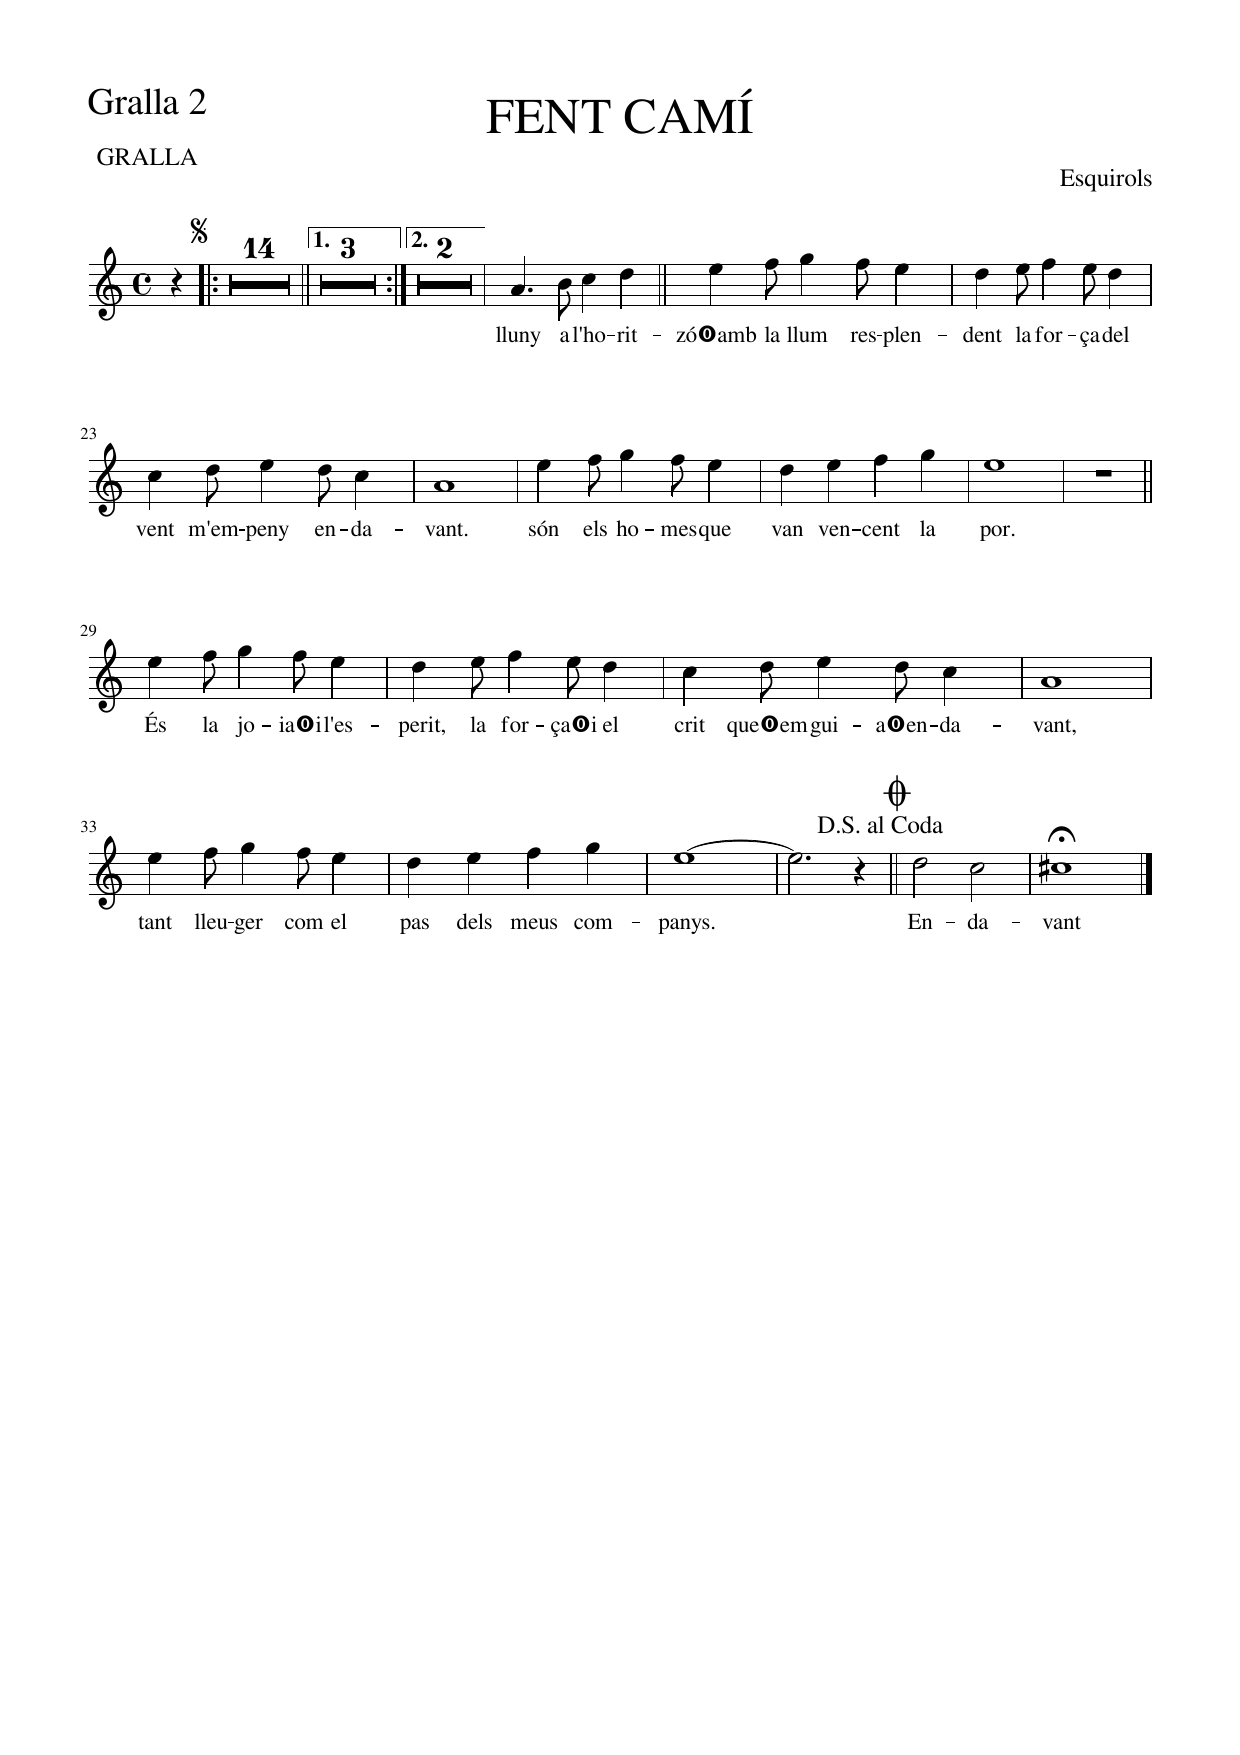 Gralla 2
FENT CAMÍ
GRALLA
Esquirols
14 1. 3 2. 2
lluny a l'ho-rit - zó amb la llum res-plen - dent la for-ça del
23
vent m'em-peny en-da - vant. són els ho-mes que van ven-cent la por.
29
És la jo-ia i l'es - perit, la for-ça i el crit que em gui - a en-da - vant,
D.S. al Coda
33
tant lleu-ger com el pas dels meus com - panys. En - da - vant